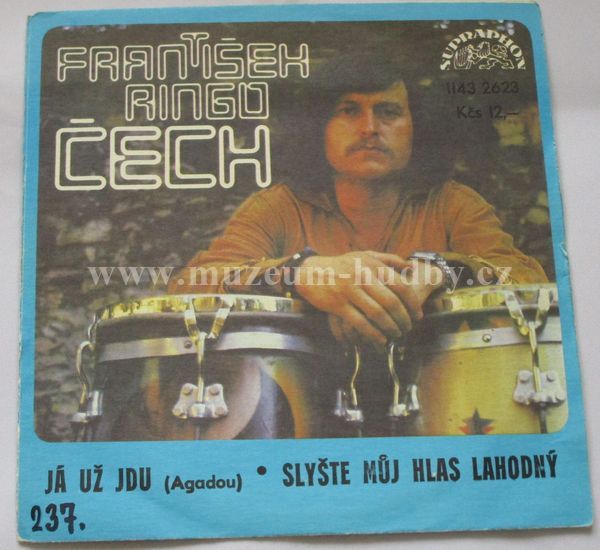 FRANTIŠEK
RINGO
ČECH
SUPRAPHON
1143 2623
Kčs 12,–
www.muzeum-hudby.cz
JÁ UŽ JDU (Agadou) • SLYŠTE MŮJ HLAS LAHODNÝ
237.